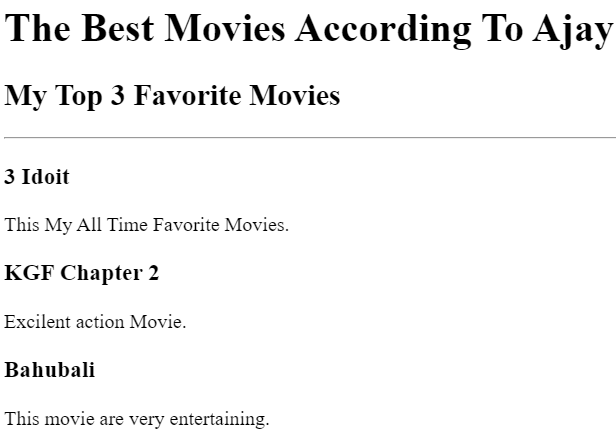 The Best Movies According To Ajay
My Top 3 Favorite Movies
3 Idoit
This My All Time Favorite Movies.
KGF Chapter 2
Excilent action Movie.
Bahubali
This movie are very entertaining.